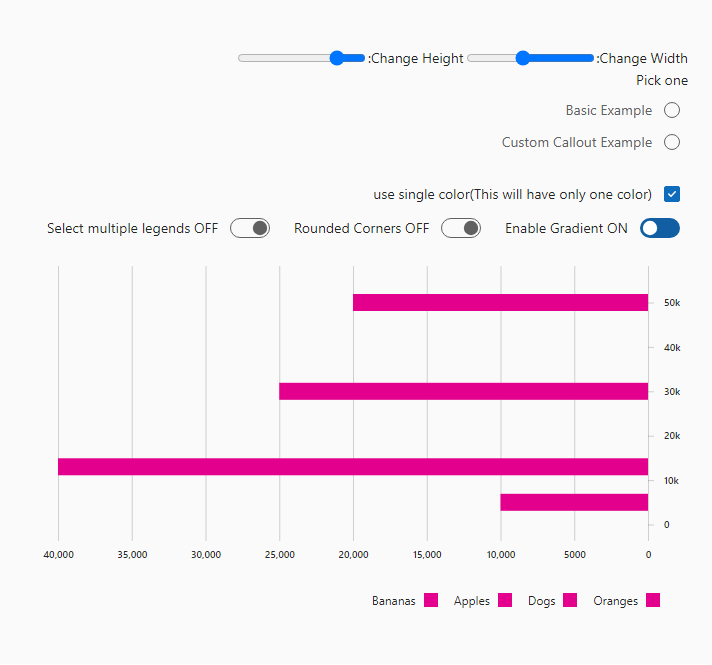 :Change Height :Change Width
Pick one
Basic Example
Custom Callout Example
use single color(This will have only one color)
Select multiple legends OFF Rounded Corners OFF Enable Gradient ON
50k
40k
30k
20k
10k
0
40,000 35,000 30,000 25,000 20,000 15,000 10,000 5000 0
Bananas Apples Dogs Oranges